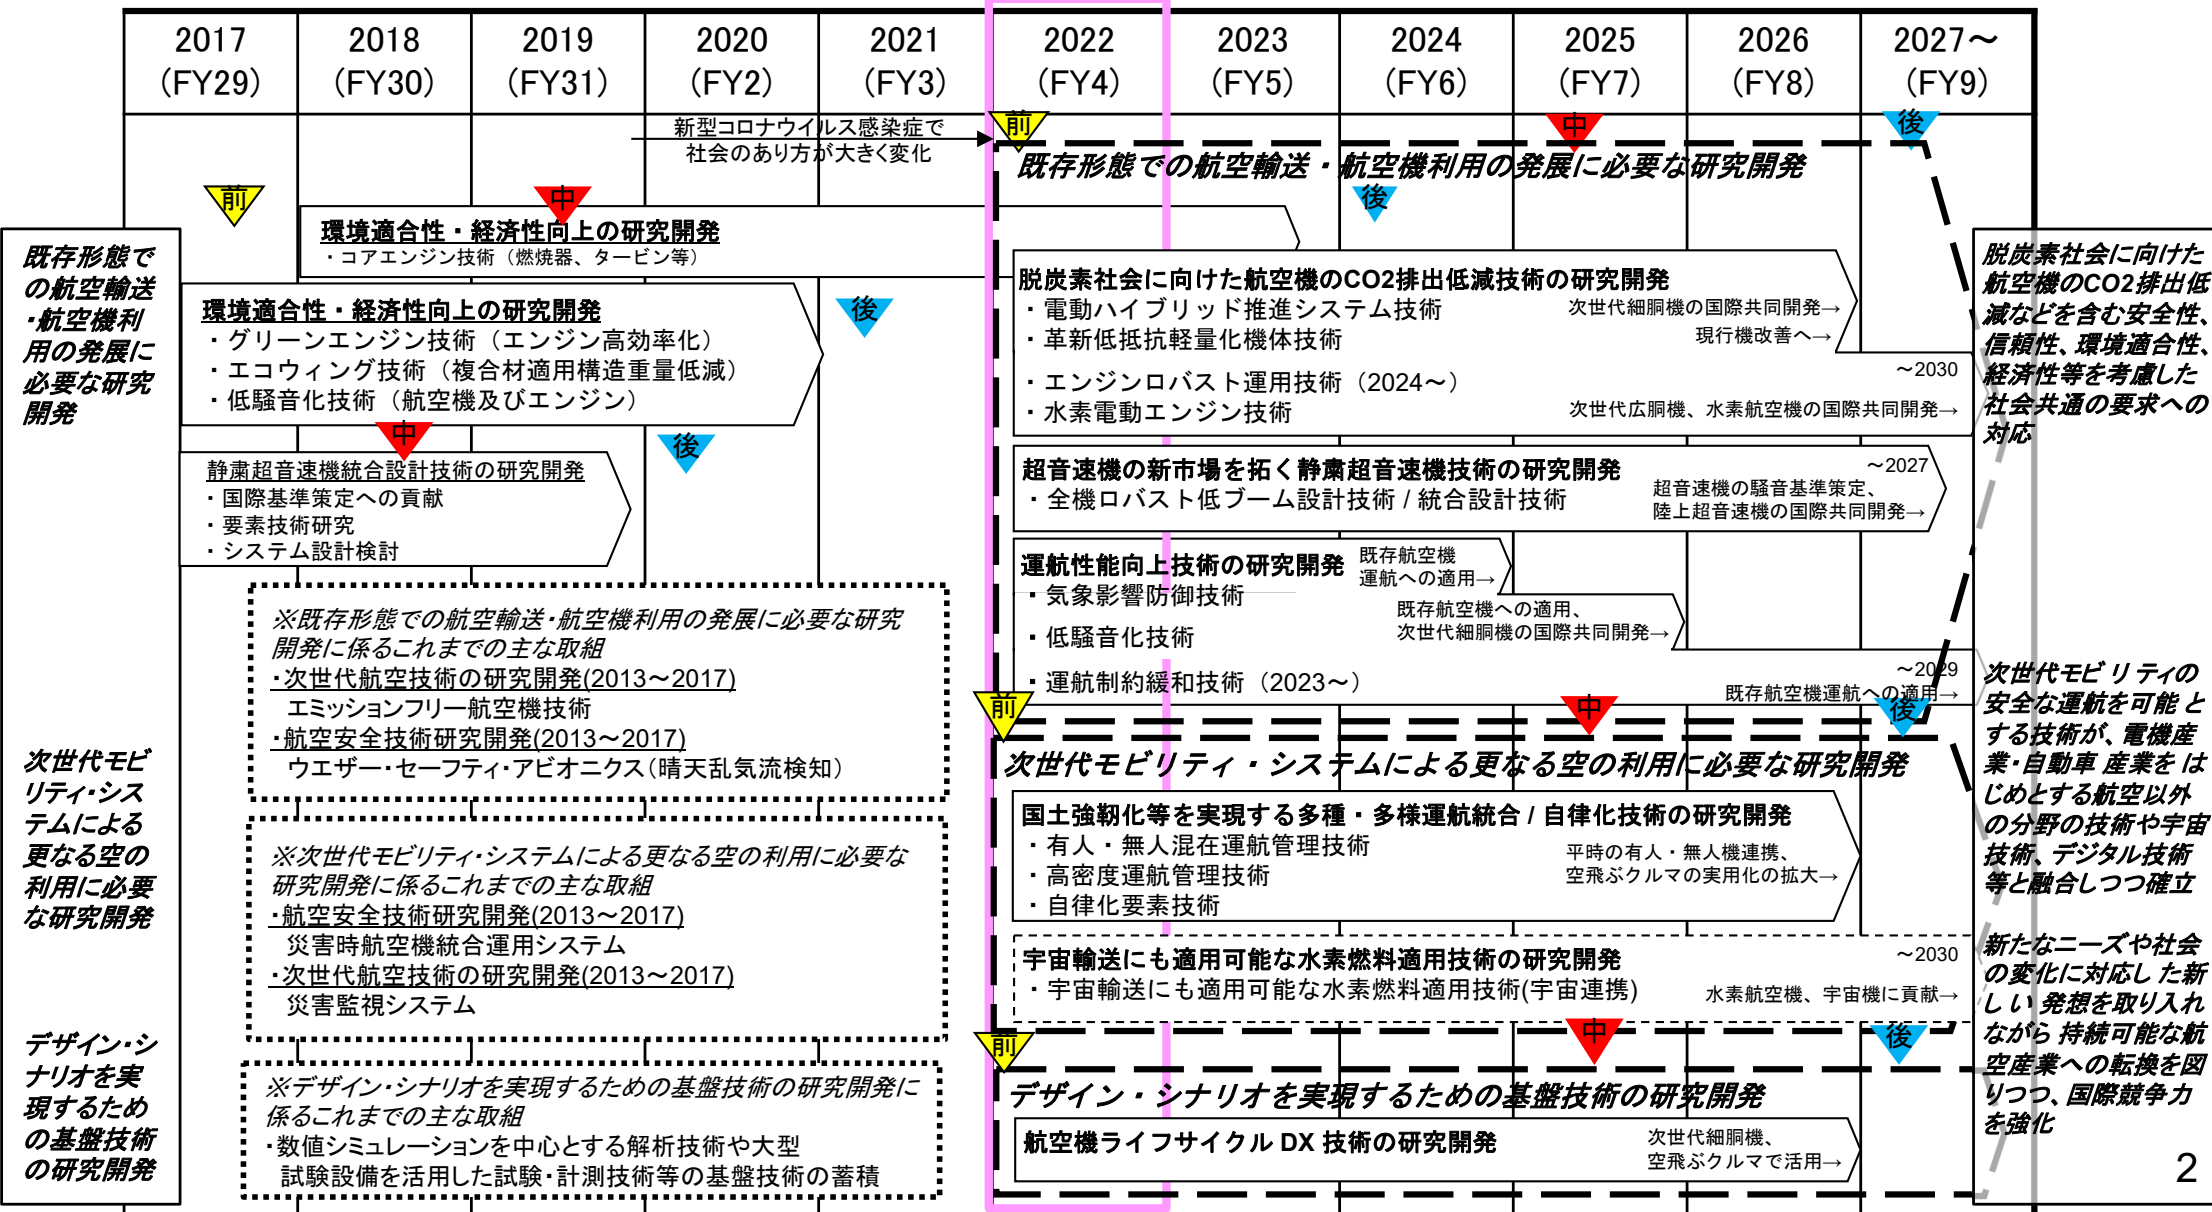 2017
(FY29)
2018
(FY30)
2019
(FY31)
2020
(FY2)
2021
(FY3)
2022
(FY4)
2023
(FY5)
2024
(FY6)
2025
(FY7)
2026
(FY8)
2027～
(FY9)
新型コロナウイルス感染症で
社会のあり方が大きく変化
前
中
後
既存形態での航空輸送・航空機利用の発展に必要な研究開発
前
中
後
既存形態で
の航空輸送
・航空機利
用の発展に
必要な研究
開発
環境適合性・経済性向上の研究開発
・コアエンジン技術（燃焼器、タービン等）
環境適合性・経済性向上の研究開発
・グリーンエンジン技術（エンジン高効率化）
・エコウィング技術（複合材適用構造重量低減）
・低騒音化技術（航空機及びエンジン）
後
中
後
静粛超音速機統合設計技術の研究開発
・国際基準策定への貢献
・要素技術研究
・システム設計検討
脱炭素社会に向けた航空機のCO2排出低減技術の研究開発
・電動ハイブリッド推進システム技術
次世代細胴機の国際共同開発→
・革新低抵抗軽量化機体技術
現行機改善へ→
～2030
・エンジンロバスト運用技術（2024～）
・水素電動エンジン技術
次世代広胴機、水素航空機の国際共同開発→
超音速機の新市場を拓く静粛超音速機技術の研究開発
～2027
・全機ロバスト低ブーム設計技術 / 統合設計技術
超音速機の騒音基準策定、
陸上超音速機の国際共同開発→
運航性能向上技術の研究開発
既存航空機
運航への適用→
・気象影響防御技術
既存航空機への適用、
次世代細胴機の国際共同開発→
・低騒音化技術
～2029
・運航制約緩和技術（2023～）
既存航空機運航への適用→
脱炭素社会に向けた
航空機のCO2排出低
減などを含む安全性、
信頼性、環境適合性、
経済性等を考慮した
社会共通の要求への
対応
※既存形態での航空輸送・航空機利用の発展に必要な研究
開発に係るこれまでの主な取組
・次世代航空技術の研究開発(2013～2017)
エミッションフリー航空機技術
・航空安全技術研究開発(2013～2017)
ウエザー・セーフティ・アビオニクス（晴天乱気流検知）
前
中
後
次世代モビリティ・システムによる更なる空の利用に必要な研究開発
次世代モビ
リティ・シス
テムによる
更なる空の
利用に必要
な研究開発
※次世代モビリティ・システムによる更なる空の利用に必要な
研究開発に係るこれまでの主な取組
・航空安全技術研究開発(2013～2017)
災害時航空機統合運用システム
・次世代航空技術の研究開発(2013～2017)
災害監視システム
国土強靭化等を実現する多種・多様運航統合 / 自律化技術の研究開発
・有人・無人混在運航管理技術
・高密度運航管理技術
・自律化要素技術
平時の有人・無人機連携、
空飛ぶクルマの実用化の拡大→
宇宙輸送にも適用可能な水素燃料適用技術の研究開発
～2030
・宇宙輸送にも適用可能な水素燃料適用技術(宇宙連携)
水素航空機、宇宙機に貢献→
次世代モビリティの
安全な運航を可能と
する技術が、電機産
業・自動車 産業を は
じめとする航空以外
の分野の技術や宇宙
技術、デジタル技術
等と融合しつつ確立
新たなニーズや社会
の変化に対応し た新
し い 発想を取り入れ
ながら 持続可能な航
空産業への転換を図
りつつ、国際競争力
を強化
前
中
後
デザイン・シナリオを実現するための基盤技術の研究開発
デザイン・シ
ナリオを実
現するため
の基盤技術
の研究開発
※デザイン・シナリオを実現するための基盤技術の研究開発に
係るこれまでの主な取組
・数値シミュレーションを中心とする解析技術や大型
試験設備を活用した試験・計測技術等の基盤技術の蓄積
航空機ライフサイクル DX 技術の研究開発
次世代細胴機、
空飛ぶクルマで活用→
2